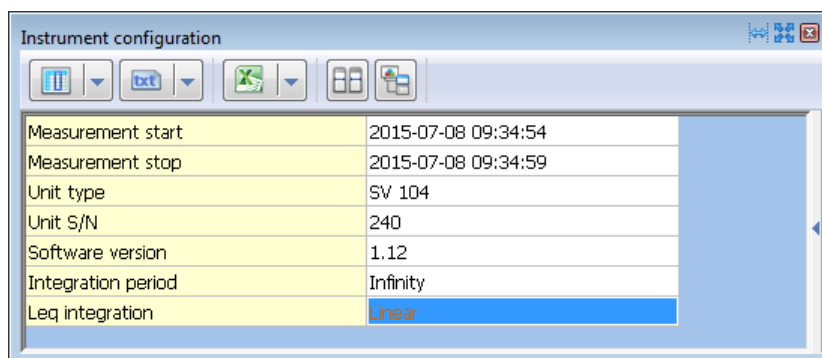 Instrument configuration
txt
Measurement start 2015-07-08 09:34:54
Measurement stop 2015-07-08 09:34:59
Unit type SV 104
Unit S/N 240
Software version 1.12
Integration period Infinity
Leq integration Linear